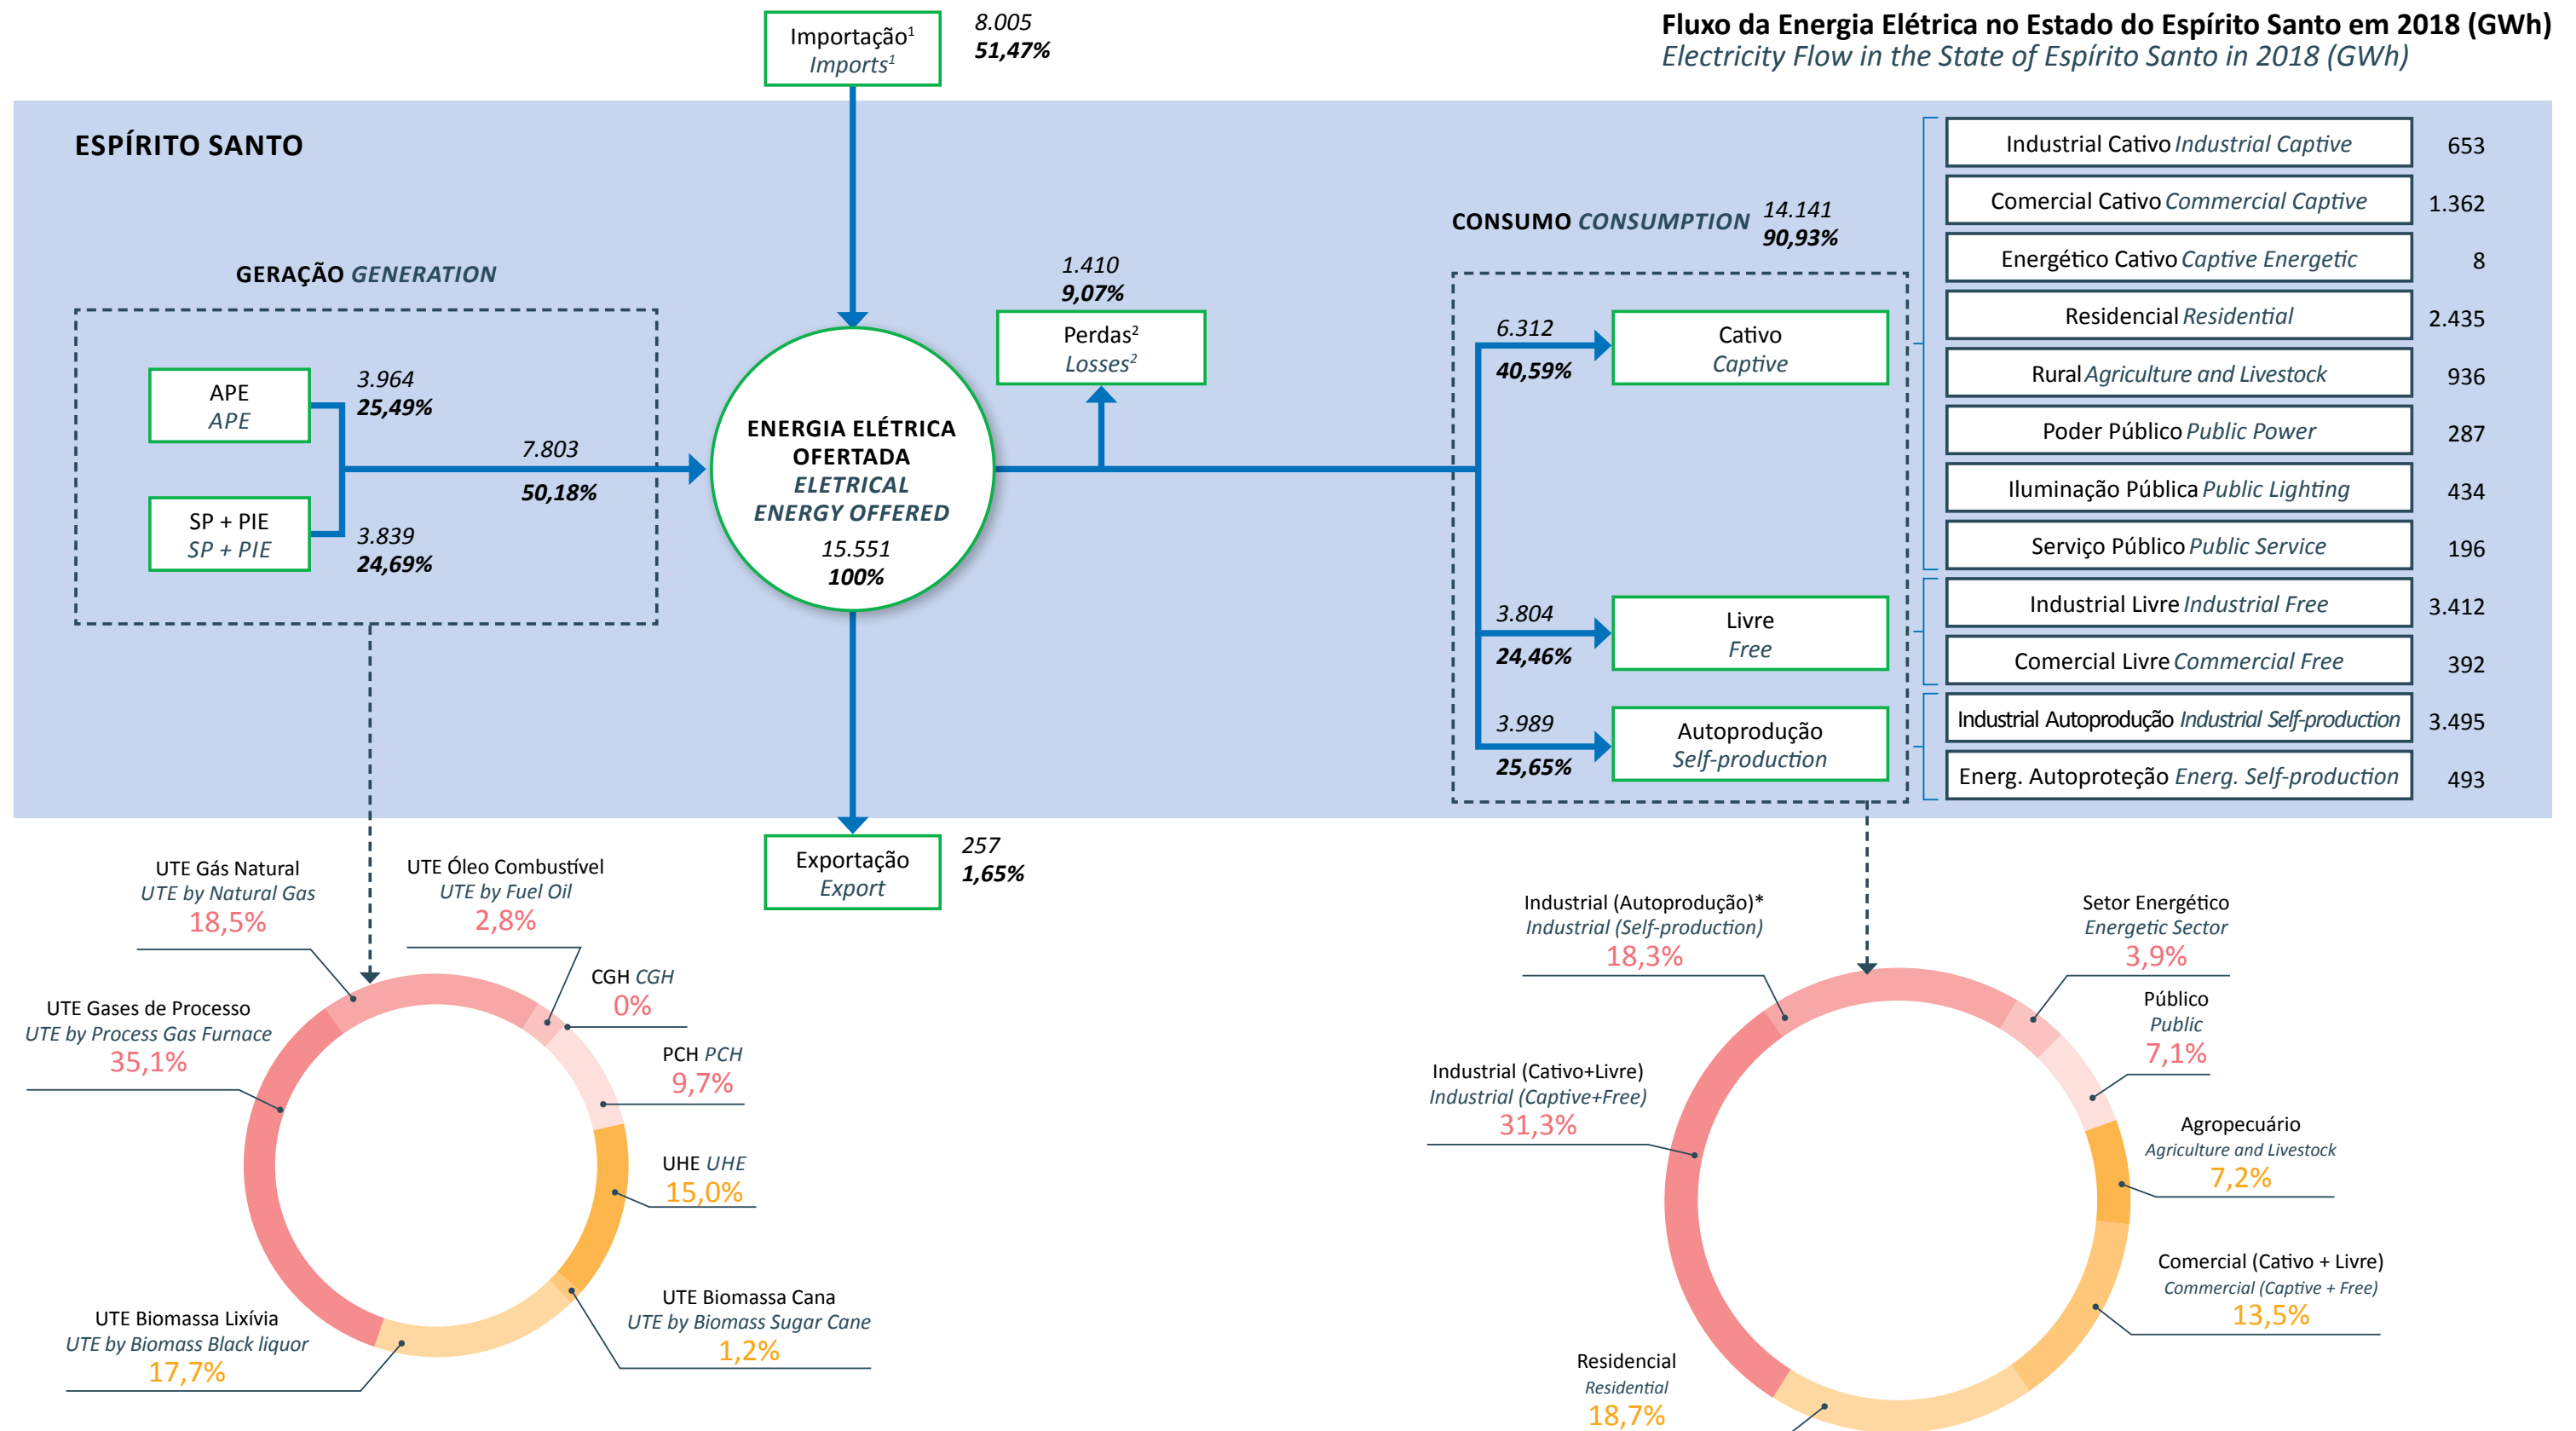 Fluxo da Energia Elétrica no Estado do Espírito Santo em 2018 (GWh)
Electricity Flow in the State of Espírito Santo in 2018 (GWh)
Importação¹
Imports¹
8.005
51,47%
ESPÍRITO SANTO
GERAÇÃO GENERATION
APE
APE
3.964
25,49%
SP + PIE
SP + PIE
3.839
24,69%
7.803
50,18%
ENERGIA ELÉTRICA
OFERTADA
ELETRICAL
ENERGY OFFERED
15.551
100%
1.410
9,07%
Perdas²
Losses²
Exportação
Export
257
1,65%
CONSUMO CONSUMPTION
14.141
90,93%
6.312
40,59%
Cativo
Captive
3.804
24,46%
Livre
Free
3.989
25,65%
Autoprodução
Self-production
Industrial Cativo Industrial Captive 653
Comercial Cativo Commercial Captive 1.362
Energético Cativo Captive Energetic 8
Residencial Residential 2.435
Rural Agriculture and Livestock 936
Poder Público Public Power 287
Iluminação Pública Public Lighting 434
Serviço Público Public Service 196
Industrial Livre Industrial Free 3.412
Comercial Livre Commercial Free 392
Industrial Autoprodução Industrial Self-production 3.495
Energ. Autoproteção Energ. Self-production 493
UTE Gás Natural
UTE by Natural Gas
18,5%
UTE Óleo Combustível
UTE by Fuel Oil
2,8%
CGH CGH
0%
PCH PCH
9,7%
UHE UHE
15,0%
UTE Biomassa Cana
UTE by Biomass Sugar Cane
1,2%
UTE Biomassa Lixívia
UTE by Biomass Black liquor
17,7%
UTE Gases de Processo
UTE by Process Gas Furnace
35,1%
Industrial (Autoprodução)*
Industrial (Self-production)
18,3%
Setor Energético
Energetic Sector
3,9%
Público
Public
7,1%
Agropecuário
Agriculture and Livestock
7,2%
Comercial (Cativo + Livre)
Commercial (Captive + Free)
13,5%
Residencial
Residential
18,7%
Industrial (Cativo+Livre)
Industrial (Captive+Free)
31,3%